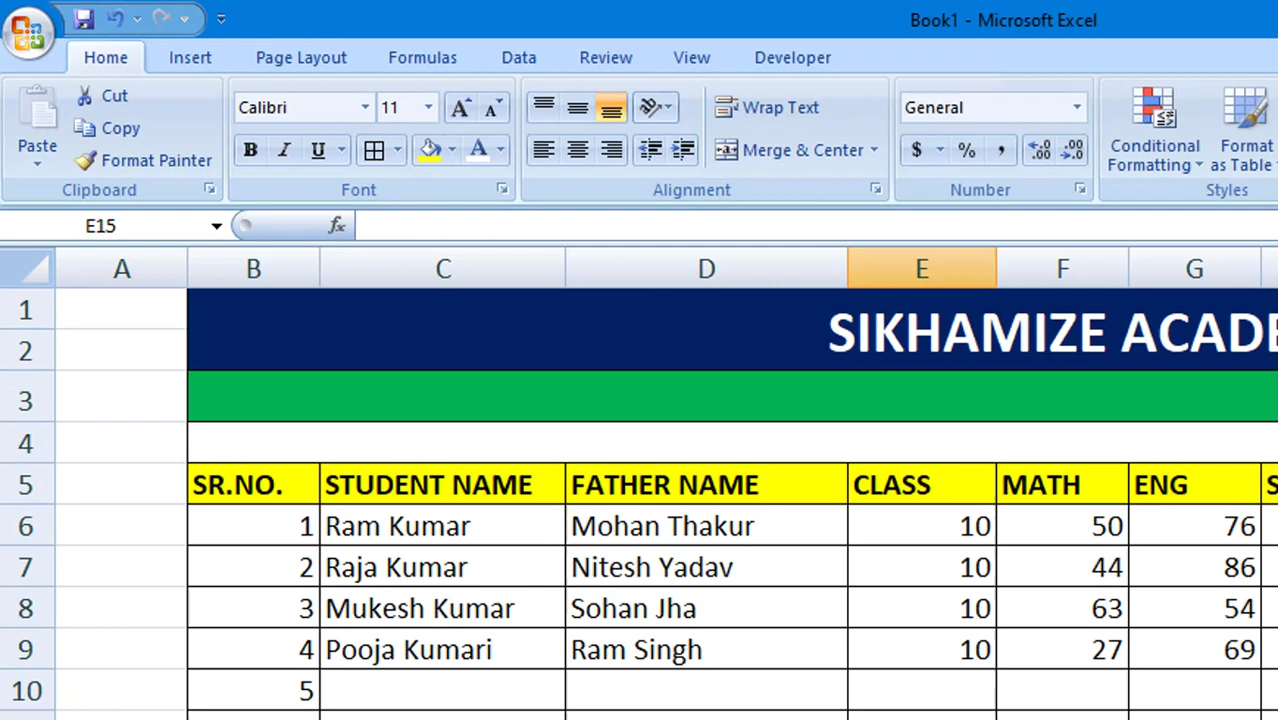 Book1 - Microsoft Excel
Home Insert Page Layout Formulas Data Review View Developer
Paste Cut Copy Format Painter
Clipboard
Calibri 11
B I U A
Font
Wrap Text
Merge & Center
Alignment
General
$ % , .00 .00
Number
Conditional Formatting
Format as Table
Styles
E15 fx
A B C D E F G
1
2 SIKHAMIZE ACADE
3
4
5 SR.NO. STUDENT NAME FATHER NAME CLASS MATH ENG
6 1 Ram Kumar Mohan Thakur 10 50 76
7 2 Raja Kumar Nitesh Yadav 10 44 86
8 3 Mukesh Kumar Sohan Jha 10 63 54
9 4 Pooja Kumari Ram Singh 10 27 69
10 5